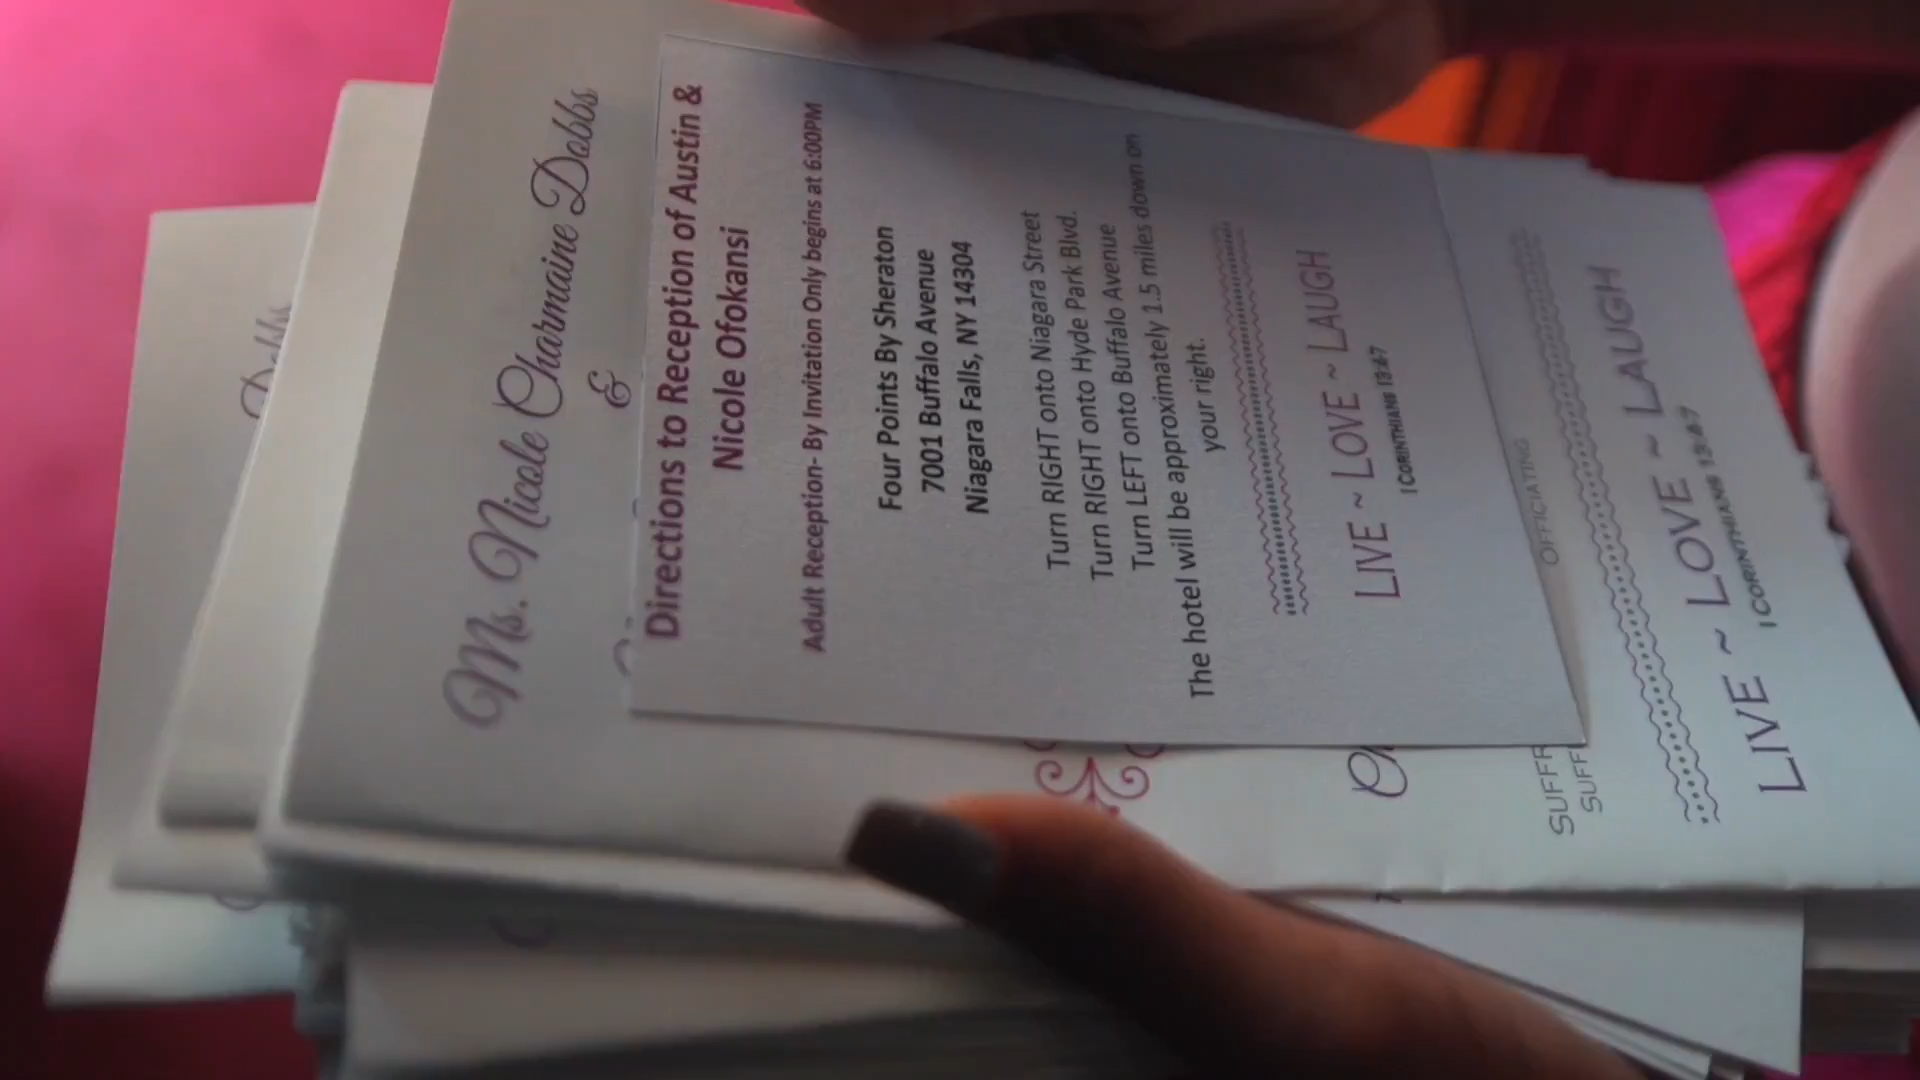 Ms. Nicole Charmaine Dobbs
&
Directions to Reception of Austin &
Nicole Ofokansi
Adult Reception- By Invitation Only begins at 6:00PM
Four Points By Sheraton
7001 Buffalo Avenue
Niagara Falls, NY 14304
Turn RIGHT onto Niagara Street
Turn RIGHT onto Hyde Park Blvd.
Turn LEFT onto Buffalo Avenue
The hotel will be approximately 1.5 miles down on
your right.
LIVE ~ LOVE ~ LAUGH
I CORINTHIANS 13:4-7
OFFICIATING
LIVE ~ LOVE ~ LAUGH
I CORINTHIANS 13:4-7
Dobbs